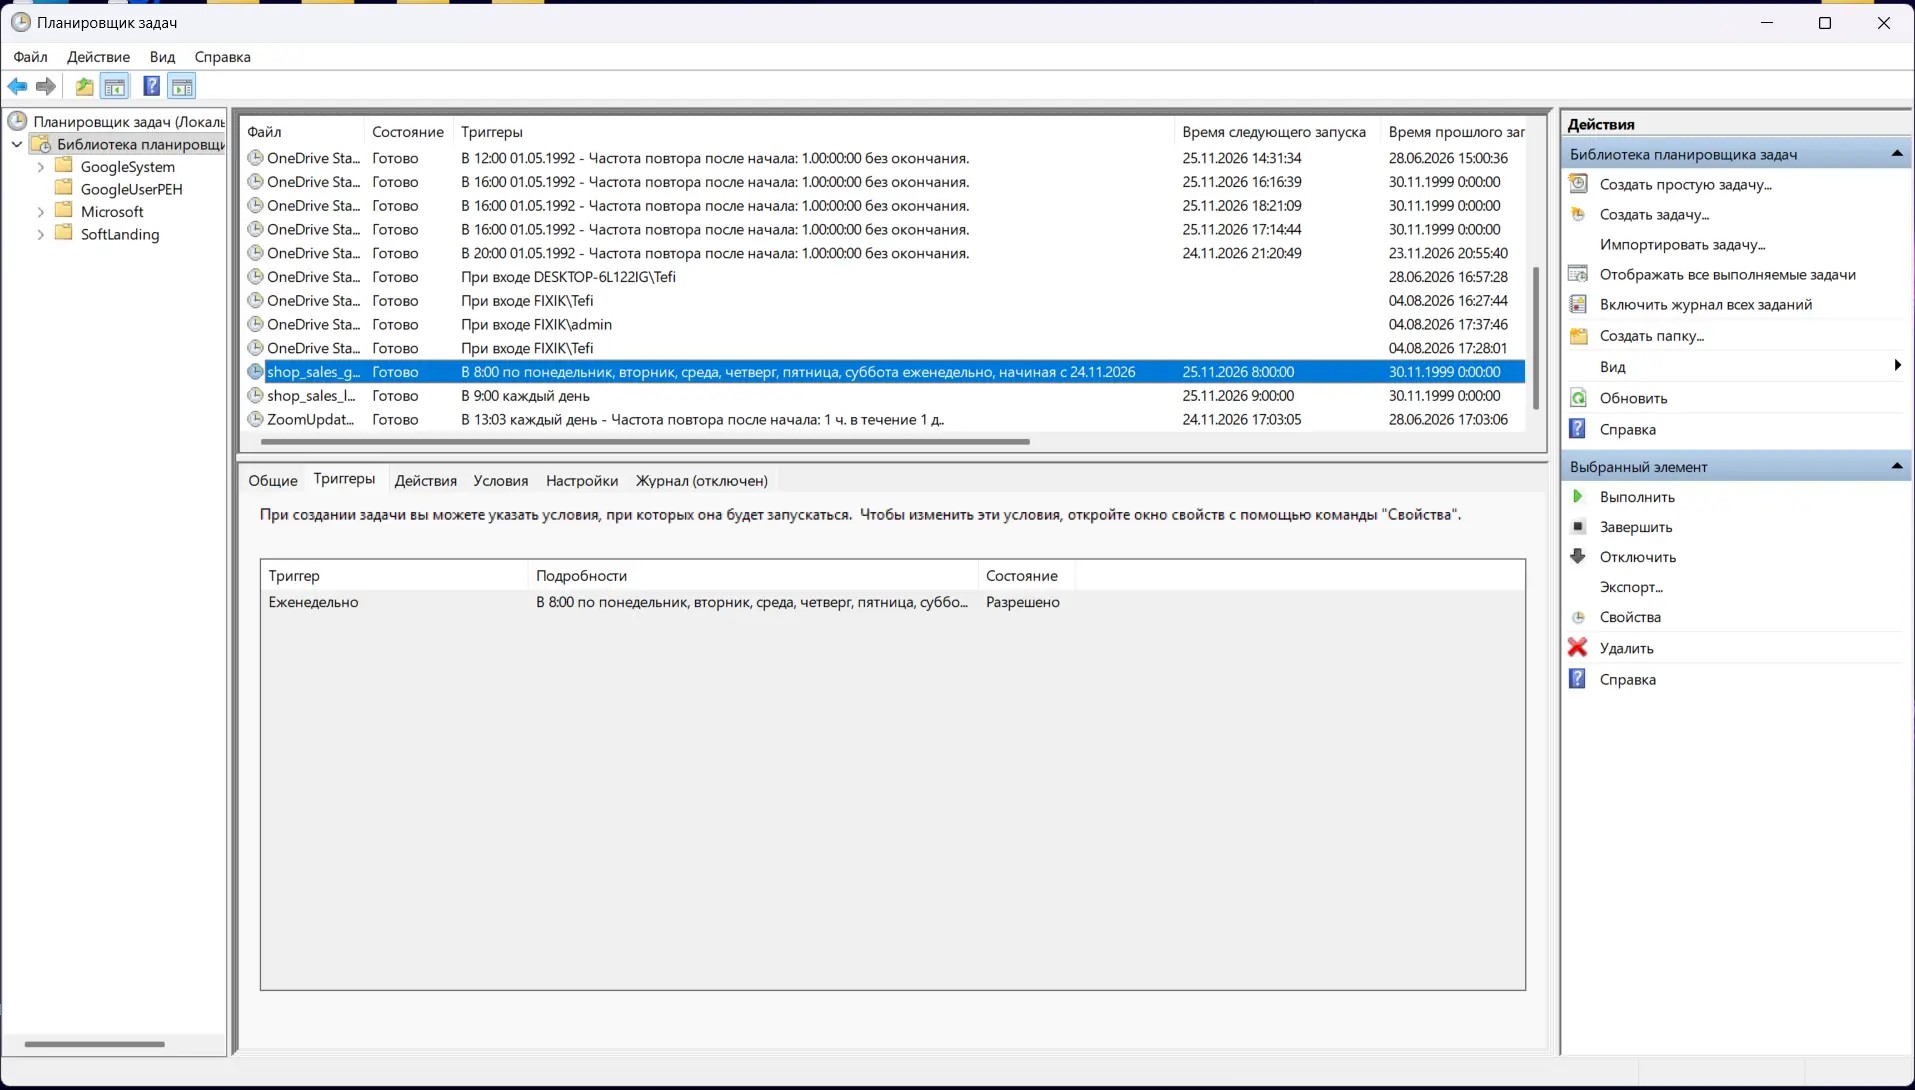 Планировщик задач
Файл Действие Вид Справка
Планировщик задач (Локаль
Библиотека планировщи
GoogleSystem
GoogleUserPEH
Microsoft
SoftLanding
Файл Состояние Триггеры Время следующего запуска Время прошлого зап
OneDrive Sta... Готово В 12:00 01.05.1992 - Частота повтора после начала: 1.00:00:00 без окончания. 25.11.2026 14:31:34 28.06.2026 15:00:36
OneDrive Sta... Готово В 16:00 01.05.1992 - Частота повтора после начала: 1.00:00:00 без окончания. 25.11.2026 16:16:39 30.11.1999 0:00:00
OneDrive Sta... Готово В 16:00 01.05.1992 - Частота повтора после начала: 1.00:00:00 без окончания. 25.11.2026 18:21:09 30.11.1999 0:00:00
OneDrive Sta... Готово В 16:00 01.05.1992 - Частота повтора после начала: 1.00:00:00 без окончания. 25.11.2026 17:14:44 30.11.1999 0:00:00
OneDrive Sta... Готово В 20:00 01.05.1992 - Частота повтора после начала: 1.00:00:00 без окончания. 24.11.2026 21:20:49 23.11.2026 20:55:40
OneDrive Sta... Готово При входе DESKTOP-6L122IG\Tefi 28.06.2026 16:57:28
OneDrive Sta... Готово При входе FIXIK\Tefi 04.08.2026 16:27:44
OneDrive Sta... Готово При входе FIXIK\admin 04.08.2026 17:37:46
OneDrive Sta... Готово При входе FIXIK\Tefi 04.08.2026 17:28:01
shop_sales_g... Готово В 8:00 по понедельник, вторник, среда, четверг, пятница, суббота еженедельно, начиная с 24.11.2026 25.11.2026 8:00:00 30.11.1999 0:00:00
shop_sales_l... Готово В 9:00 каждый день 25.11.2026 9:00:00 30.11.1999 0:00:00
ZoomUpdat... Готово В 13:03 каждый день - Частота повтора после начала: 1 ч. в течение 1 д.. 24.11.2026 17:03:05 28.06.2026 17:03:06
Общие Триггеры Действия Условия Настройки Журнал (отключен)
При создании задачи вы можете указать условия, при которых она будет запускаться. Чтобы изменить эти условия, откройте окно свойств с помощью команды "Свойства".
Триггер Подробности Состояние
Еженедельно В 8:00 по понедельник, вторник, среда, четверг, пятница, суббо... Разрешено
Действия
Библиотека планировщика задач
Создать простую задачу...
Создать задачу...
Импортировать задачу...
Отображать все выполняемые задачи
Включить журнал всех заданий
Создать папку...
Вид
Обновить
Справка
Выбранный элемент
Выполнить
Завершить
Отключить
Экспорт...
Свойства
Удалить
Справка